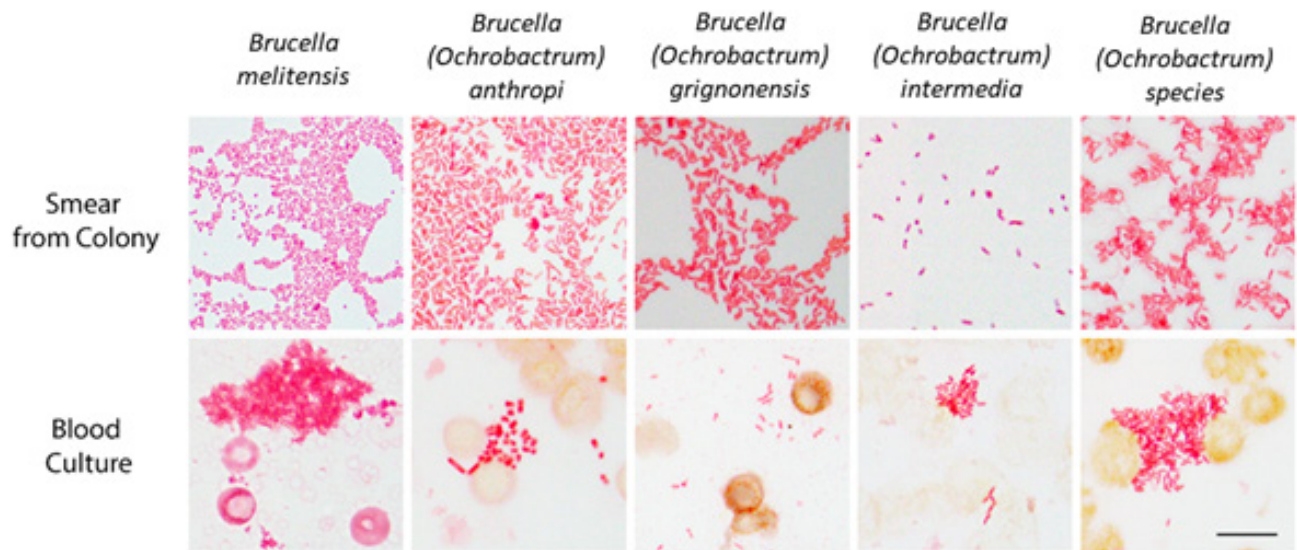 Brucella
melitensis
Brucella
(Ochrobactrum)
anthropi
Brucella
(Ochrobactrum)
grignonensis
Brucella
(Ochrobactrum)
intermedia
Brucella
(Ochrobactrum)
species
Smear
from Colony
Blood
Culture